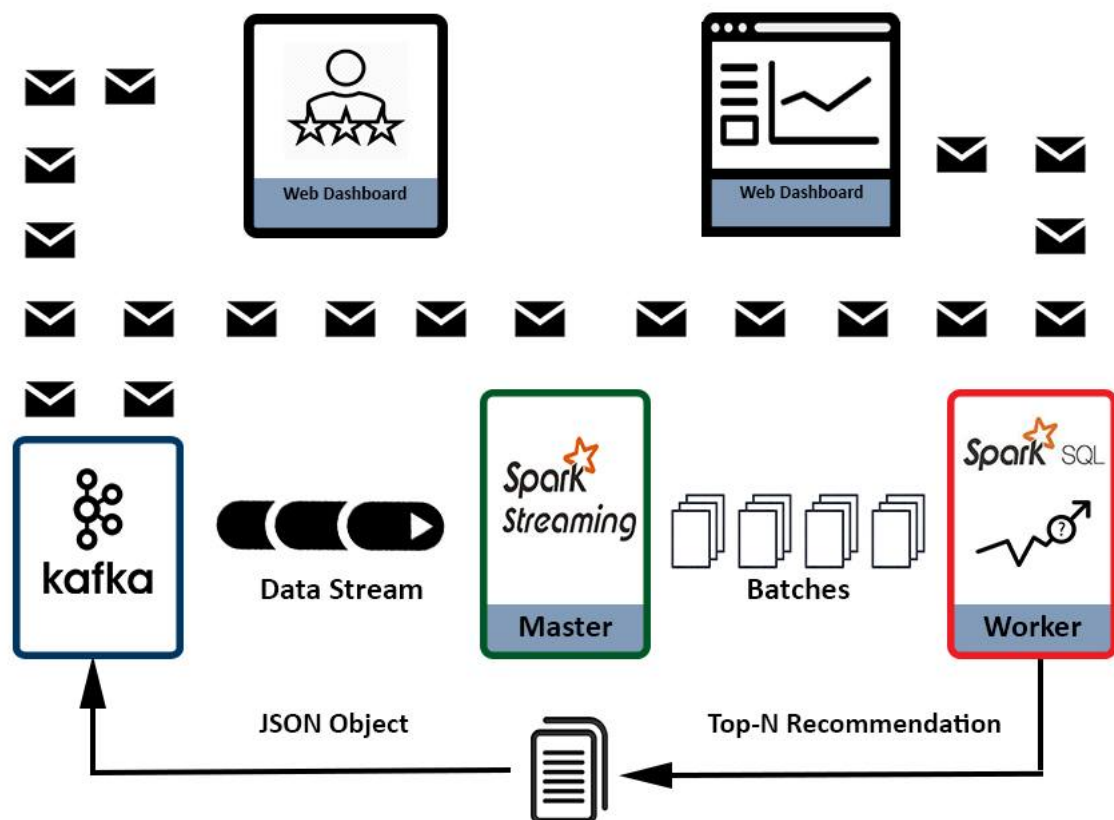 Web Dashboard
Web Dashboard
kafka
Data Stream
Spark
Streaming
Master
Batches
Spark SQL
?
Worker
JSON Object
Top-N Recommendation